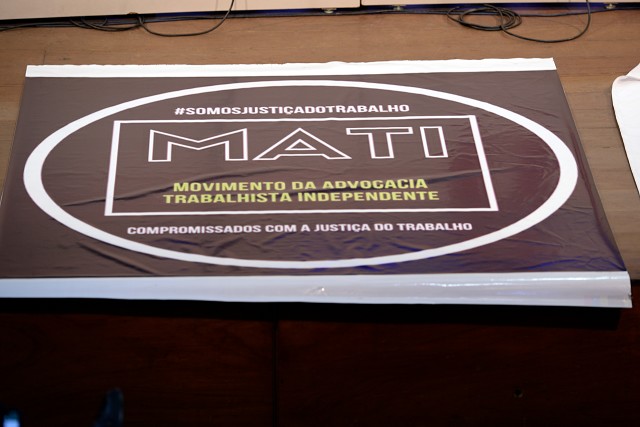 #SOMOSJUSTIÇADOTRABALHO
MATI
MOVIMENTO DA ADVOCACIA
TRABALHISTA INDEPENDENTE
COMPROMISSADOS COM A JUSTIÇA DO TRABALHO